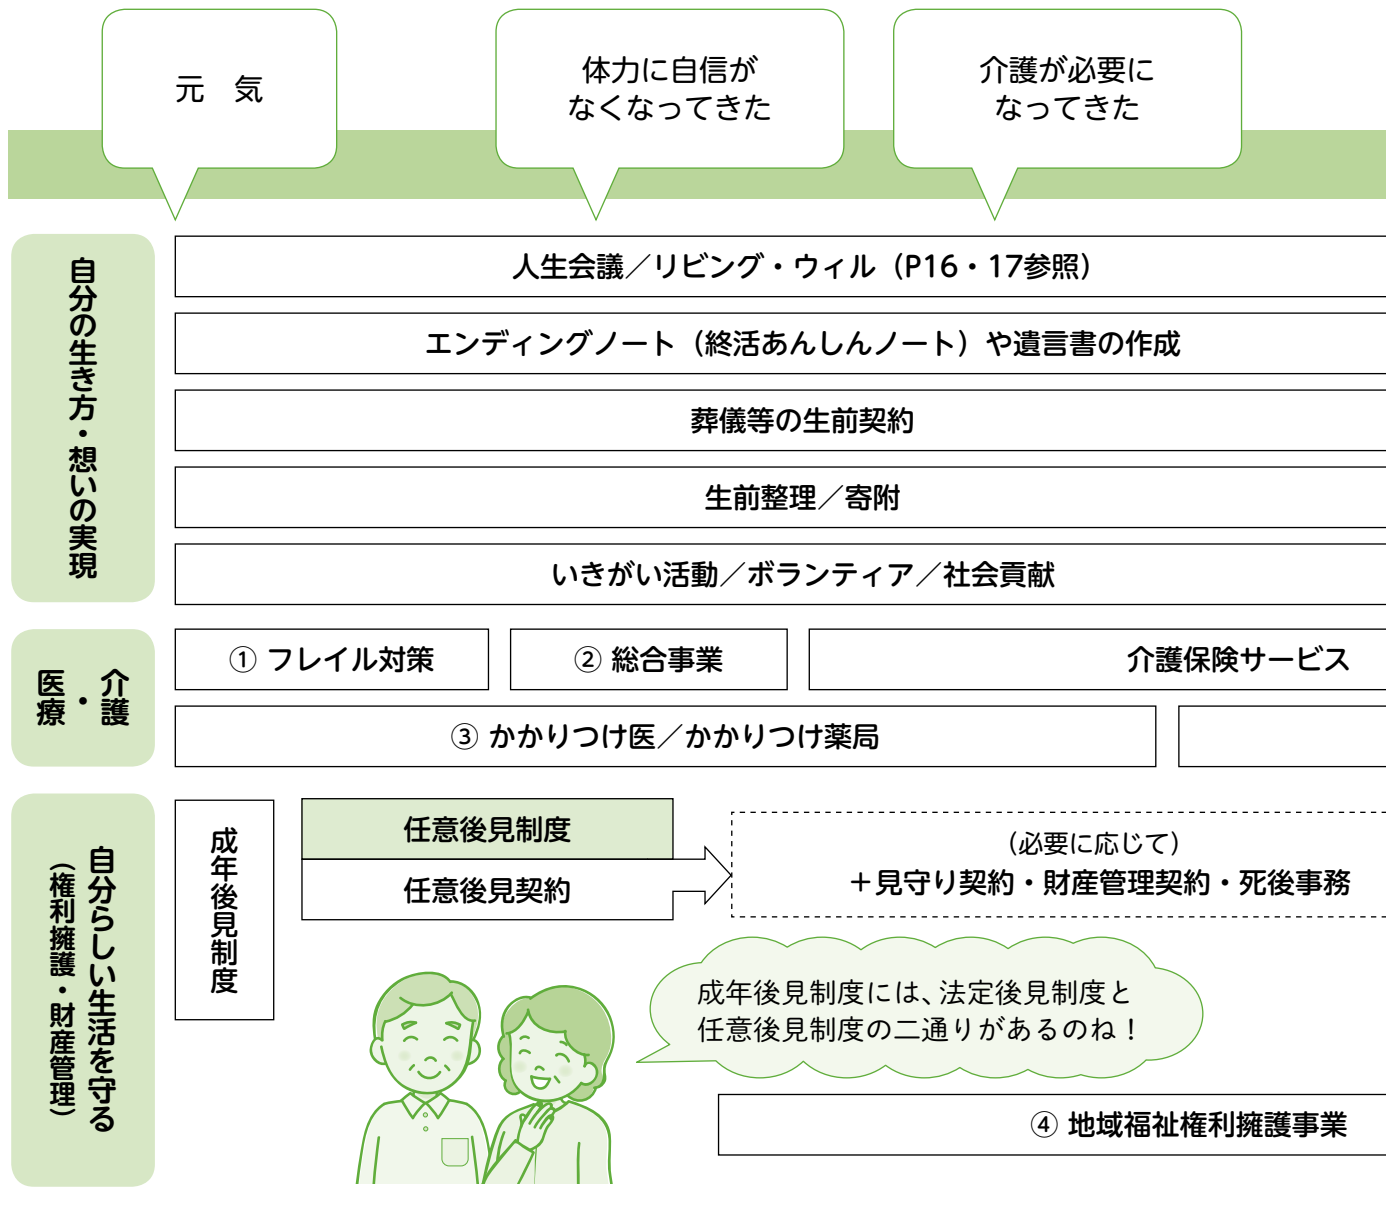 元　気
体力に自信が
なくなってきた
介護が必要に
なってきた
自分の生き方・想いの実現
人生会議／リビング・ウィル（P16・17参照）
エンディングノート（終活あんしんノート）や遺言書の作成
葬儀等の生前契約
生前整理／寄附
いきがい活動／ボランティア／社会貢献
介護・
医療
① フレイル対策
② 総合事業
介護保険サービス
③ かかりつけ医／かかりつけ薬局
自分らしい生活を守る
（権利擁護・財産管理）
成年後見制度
任意後見制度
任意後見契約
（必要に応じて）
＋見守り契約・財産管理契約・死後事務
成年後見制度には、法定後見制度と
任意後見制度の二通りがあるのね！
④ 地域福祉権利擁護事業